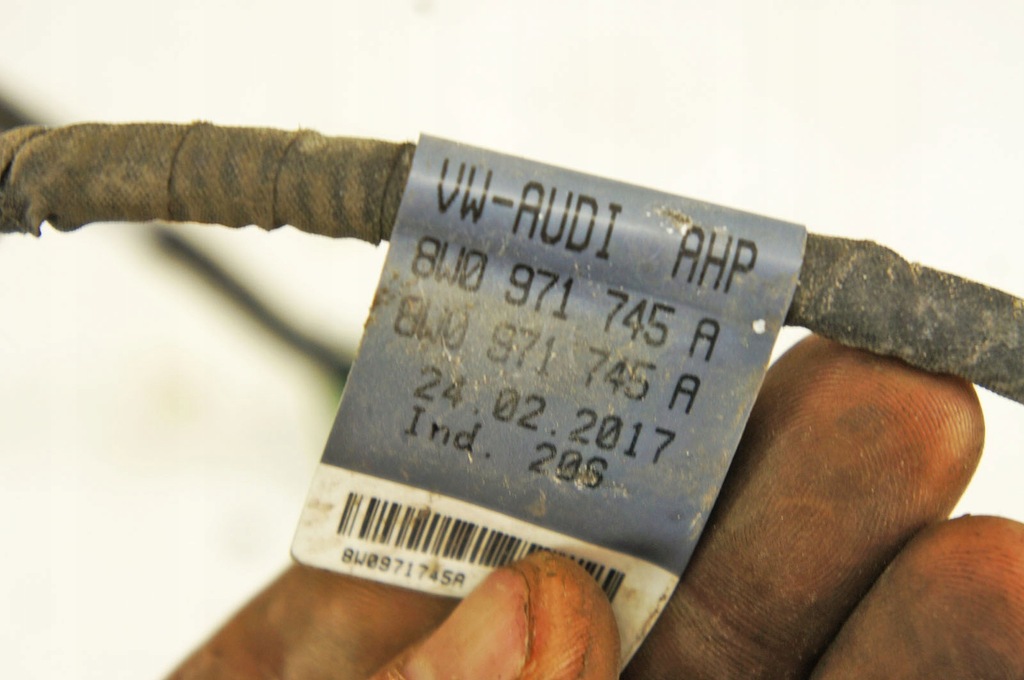 VW-AUDI AHP
8W0 971 745 A
8W0 971 745 A
24.02.2017
Ind. 206
8W0971745A